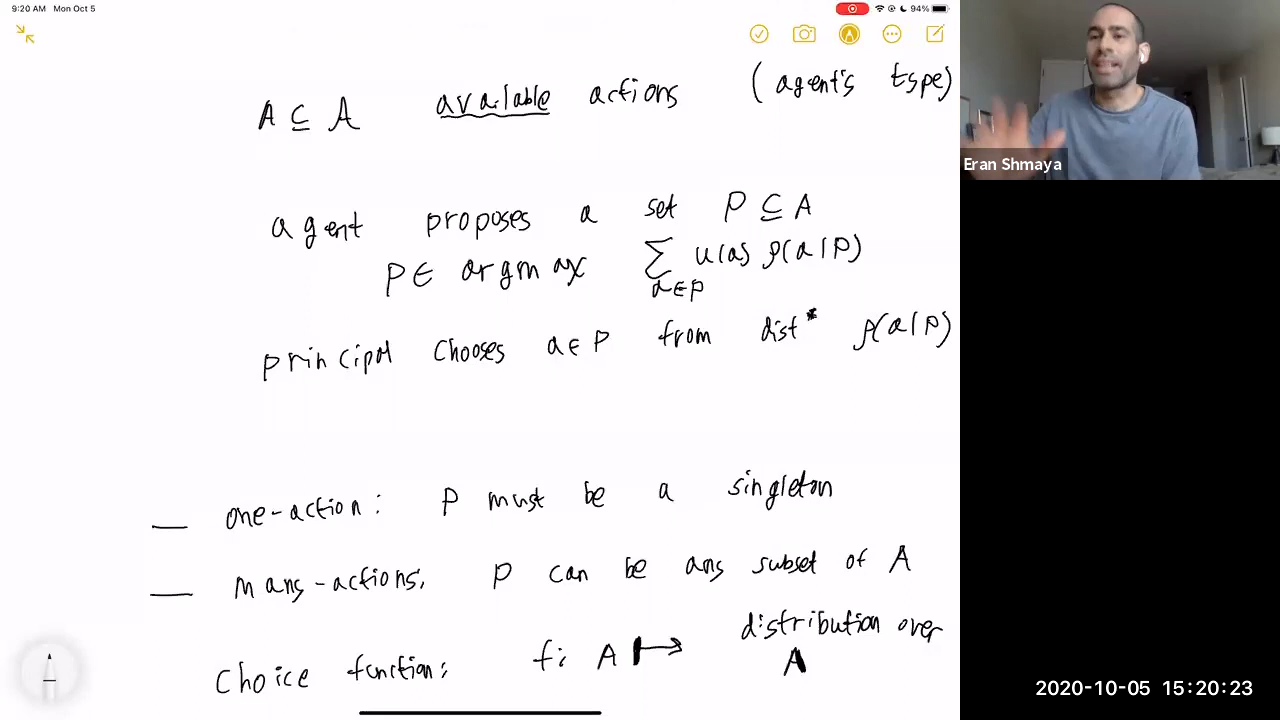 9:20 AM Mon Oct 5
94%
A ⊆ 𝒜 available actions (agent's type)
agent proposes a set P ⊆ A
P ∈ argmax ∑ u(a) ρ(a|P)
a∈P
principal chooses a∈P from dist* ρ(a|P)
— one-action: P must be a singleton
— many-actions: P can be any subset of A
distribution over
choice function: f: A ↦ A
Eran Shmaya
2020-10-05 15:20:23